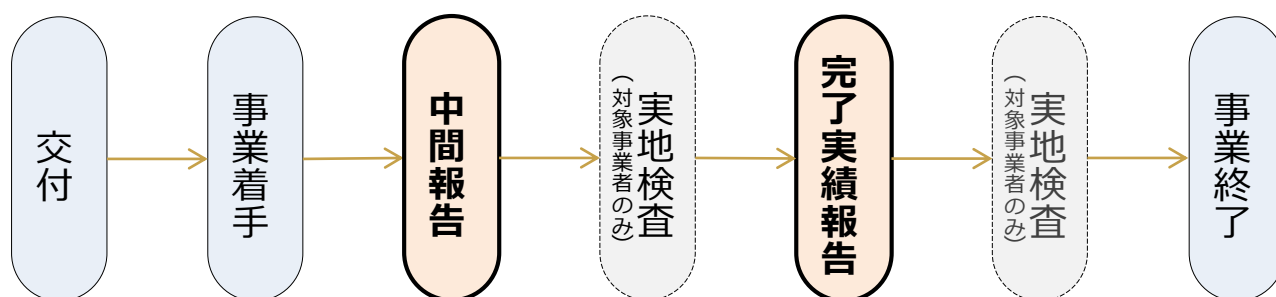 交付
事業着手
中間報告
実地検査
(対象事業者のみ)
完了実績報告
実地検査
(対象事業者のみ)
事業終了